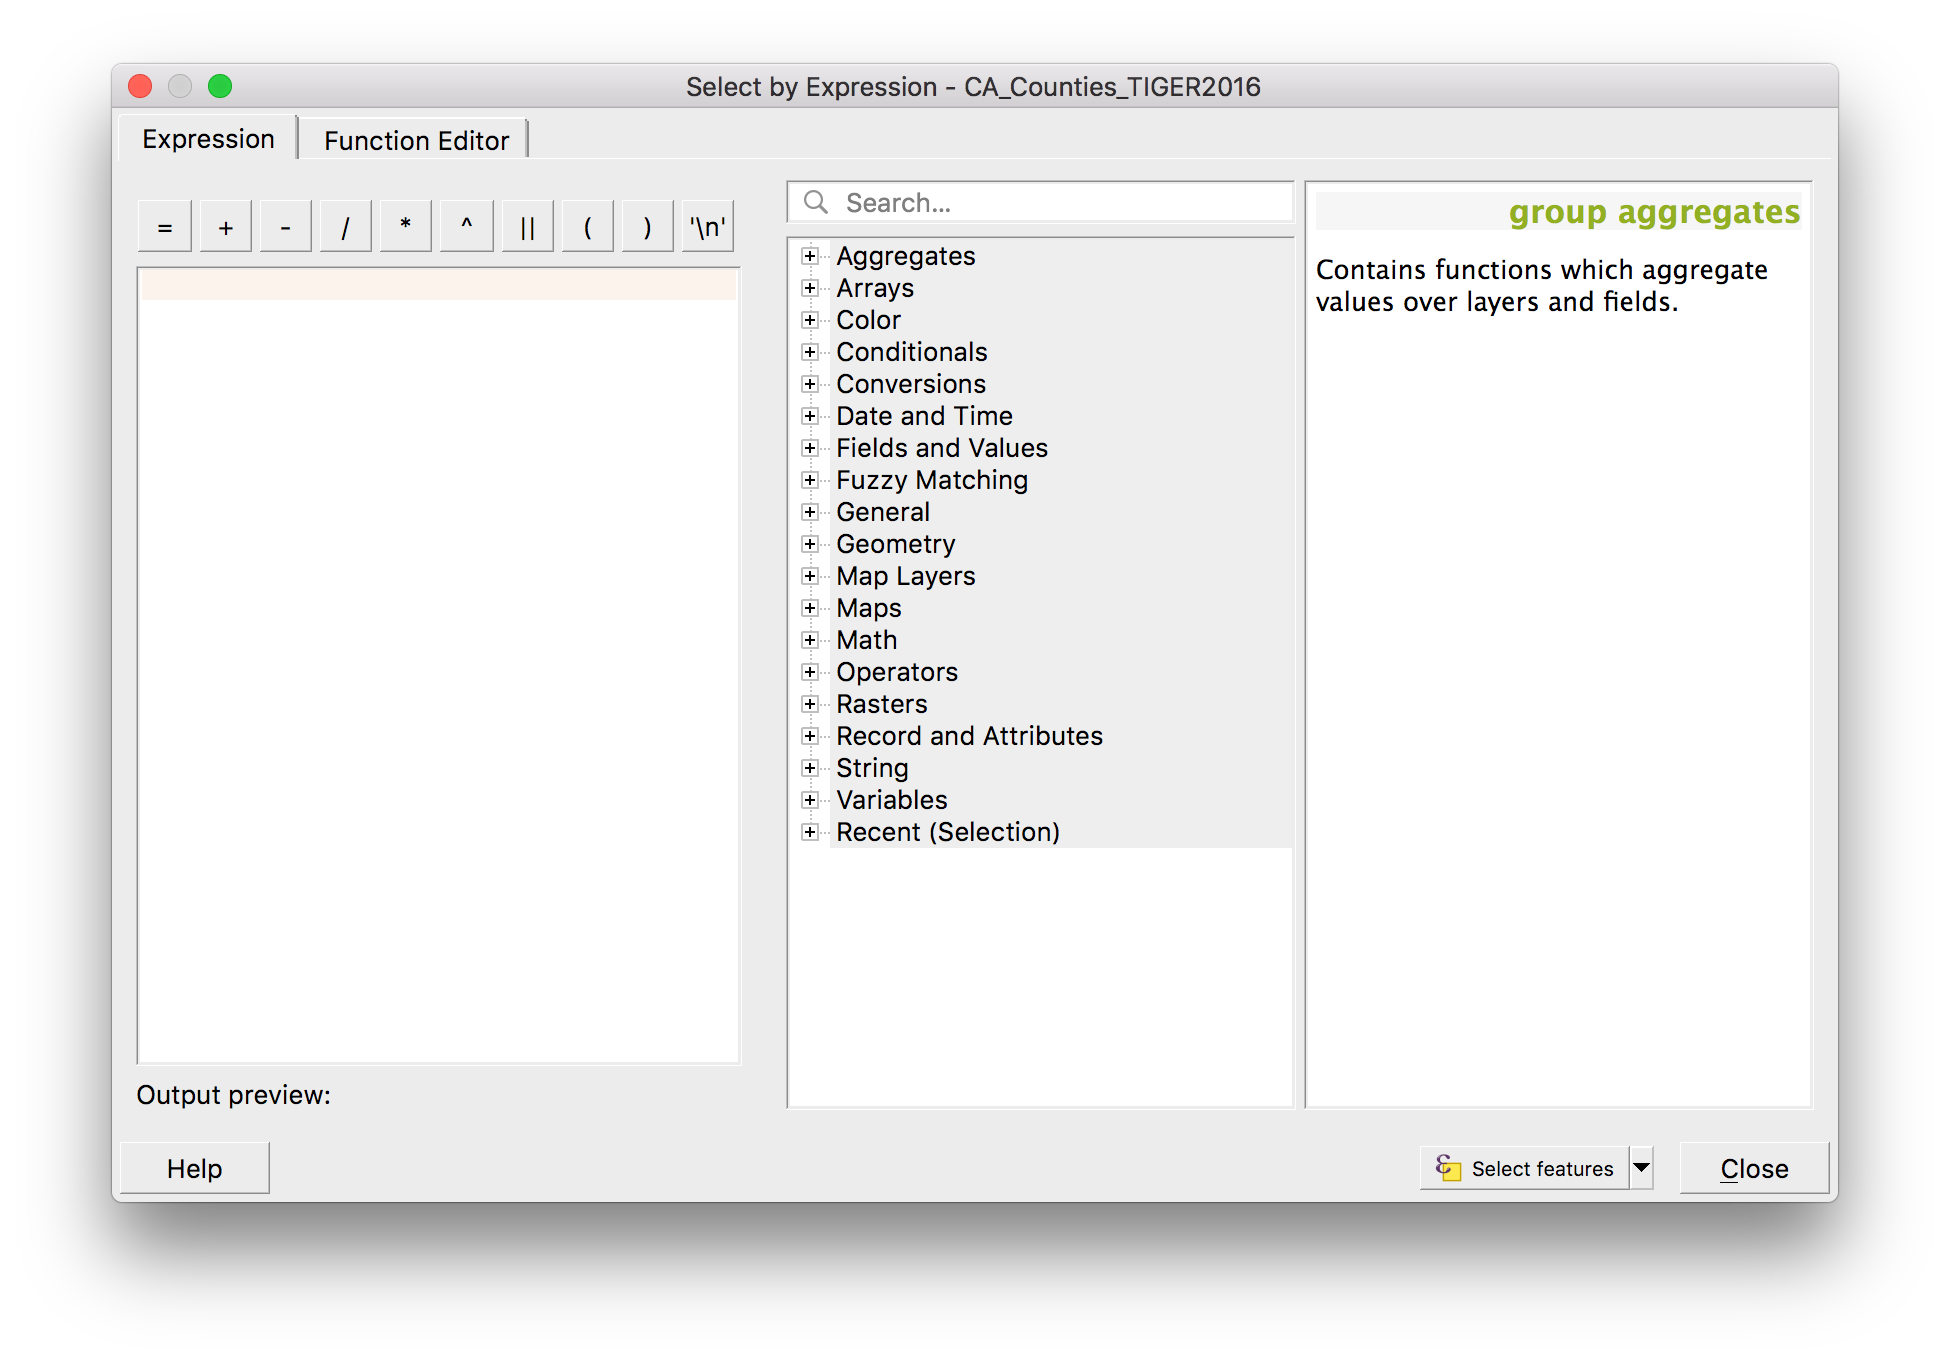 Select by Expression - CA_Counties_TIGER2016
Expression
Function Editor
= + - / * ^ || ( ) '\n'
Output preview:
Search...
Aggregates
Arrays
Color
Conditionals
Conversions
Date and Time
Fields and Values
Fuzzy Matching
General
Geometry
Map Layers
Maps
Math
Operators
Rasters
Record and Attributes
String
Variables
Recent (Selection)
group aggregates
Contains functions which aggregate
values over layers and fields.
Help
Select features
Close